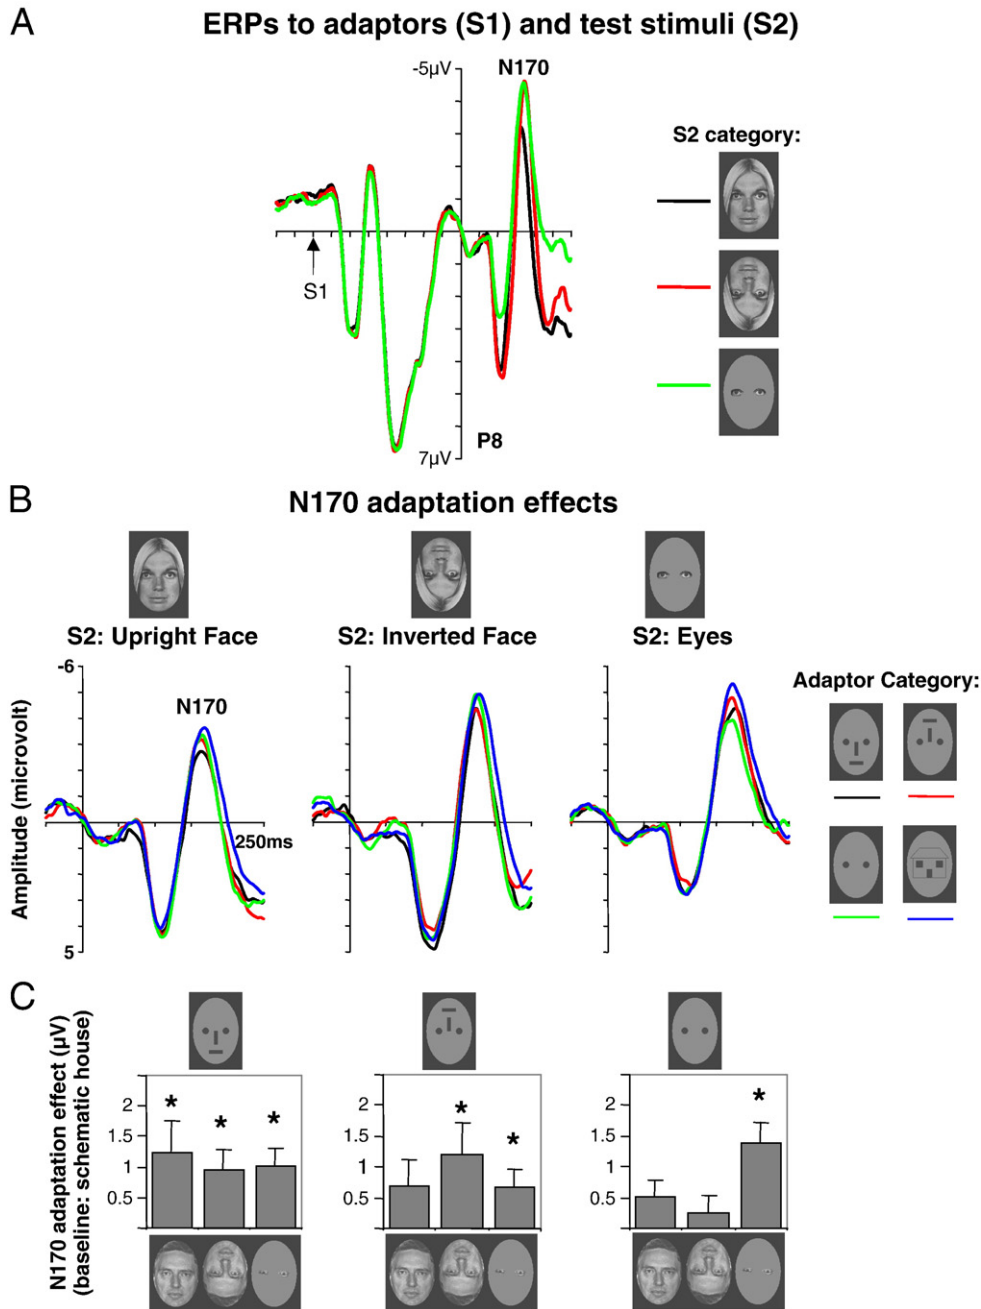 A
ERPs to adaptors (S1) and test stimuli (S2)
-5µV
N170
S2 category:
S1
P8
7µV
B
N170 adaptation effects
S2: Upright Face
S2: Inverted Face
S2: Eyes
-6
N170
Adaptor Category:
Amplitude (microvolt)
250ms
5
C
N170 adaptation effect (µV)
(baseline: schematic house)
2
1.5
1
0.5
*
*
*
2
1.5
1
0.5
*
*
2
1.5
1
0.5
*